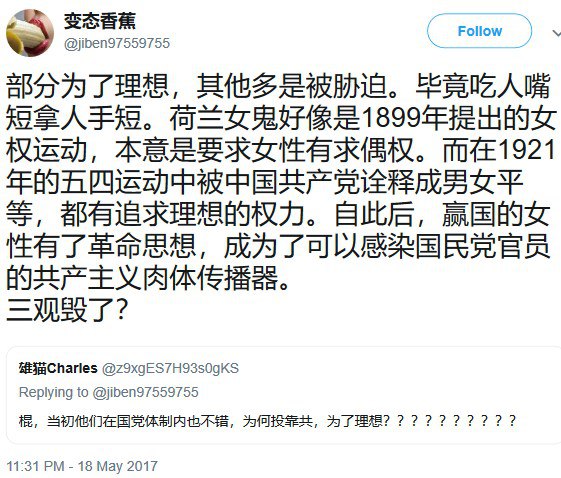 变态香蕉
@jiben97559755
Follow
部分为了理想，其他多是被胁迫。毕竟吃人嘴
短拿人手短。荷兰女鬼好像是1899年提出的女
权运动，本意是要求女性有求偶权。而在1921
年的五四运动中被中国共产党诠释成男女平
等，都有追求理想的权力。自此后，赢国的女
性有了革命思想，成为了可以感染国民党官员
的共产主义肉体传播器。
三观毁了？
雄猫Charles @z9xgES7H93s0gKS
Replying to @jiben97559755
棍，当初他们在国党体制内也不错，为何投靠共，为了理想？？？？？？？？？？
11:31 PM - 18 May 2017